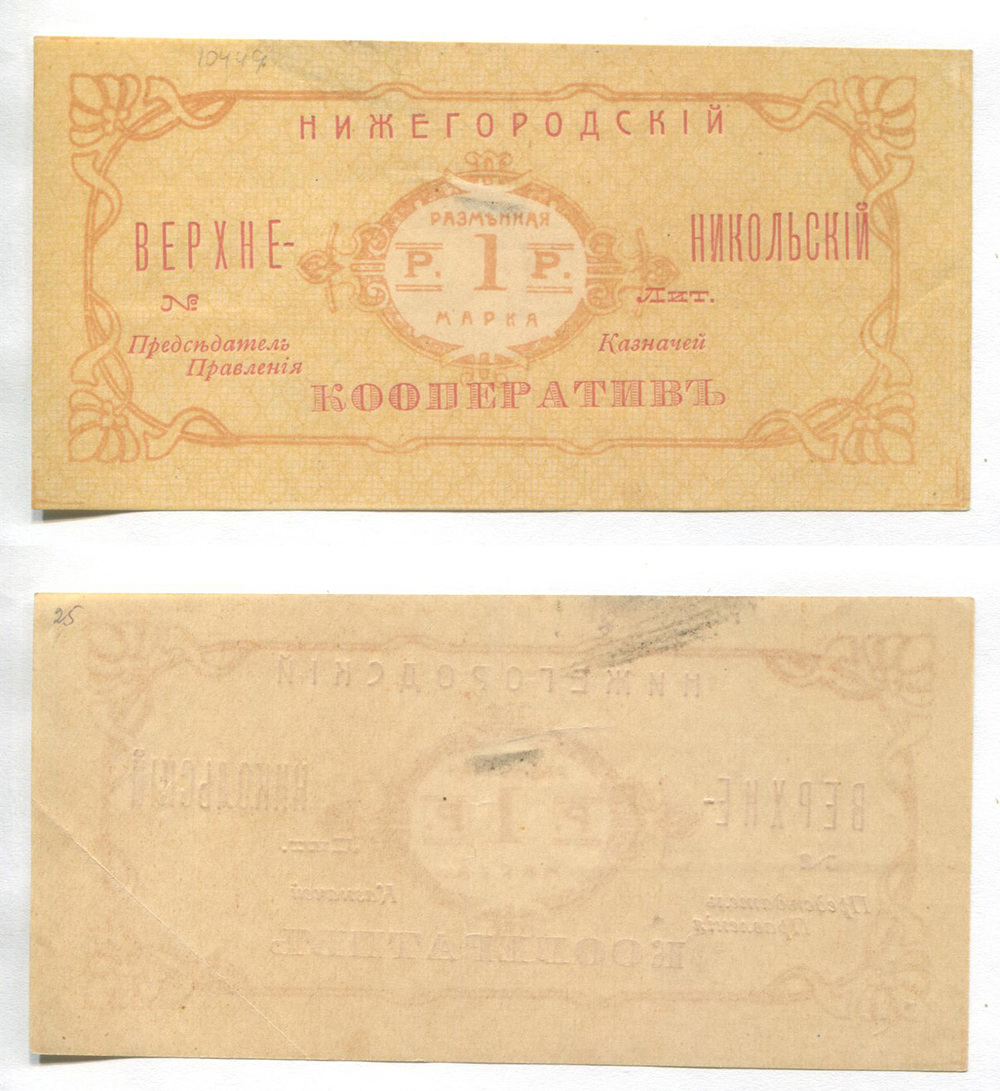 10449
НИЖЕГОРОДСКІЙ
ВЕРХНЕ-
НИКОЛЬСКІЙ
РАЗМѢННАЯ
Р. 1 Р.
МАРКА
№
Лит.
Предсѣдатель
Правленія
Казначей
КООПЕРАТИВЪ
25